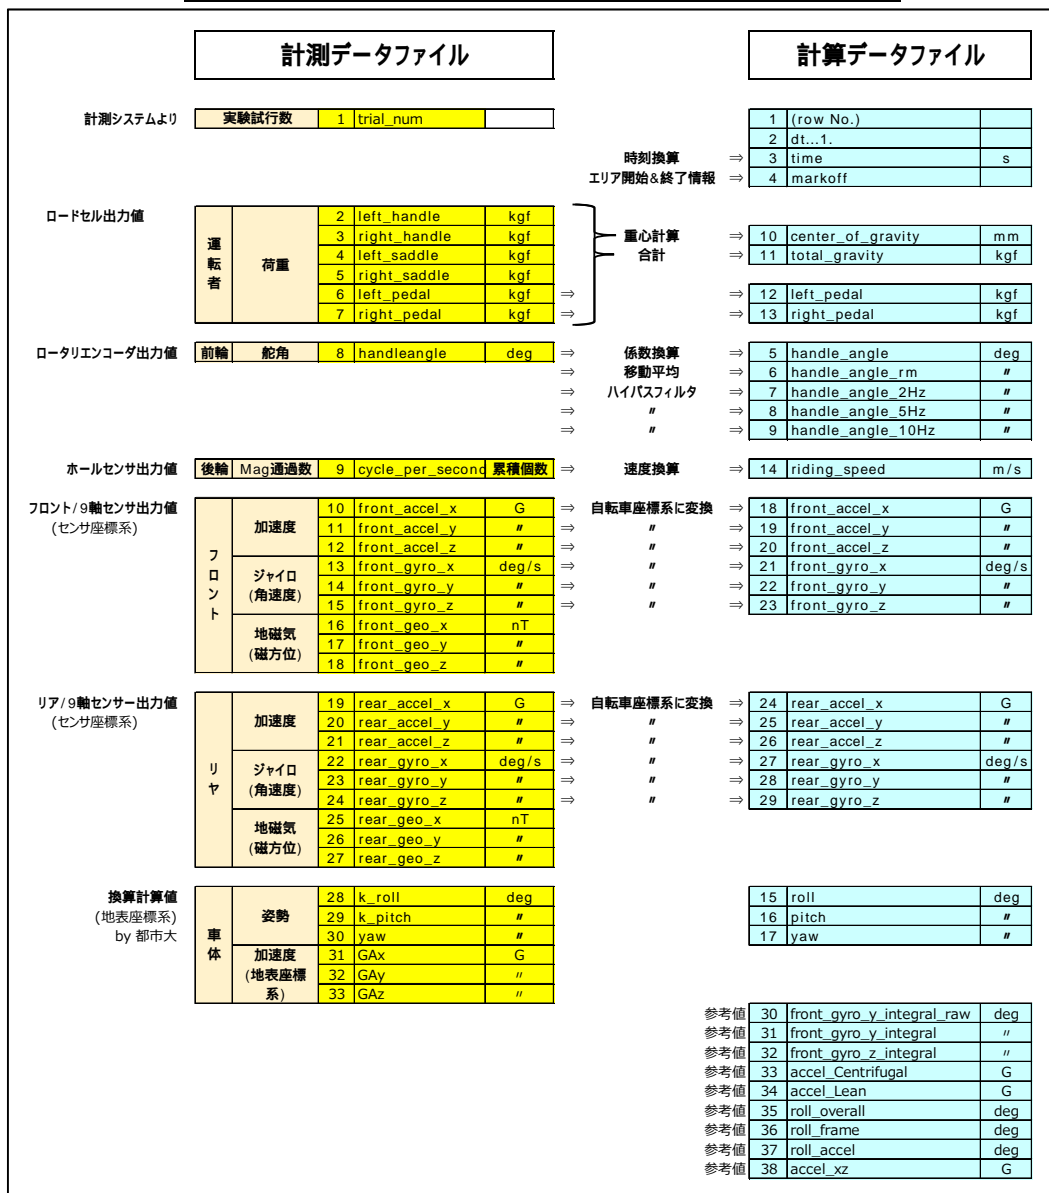 計測データファイル 計算データファイル
計測システムより 実験試行数 1 trial_num 1 (row No.)
2 dt...1.
時刻換算 ⇒ 3 time s
エリア開始&終了情報 ⇒ 4 markoff
ロードセル出力値 運転者 荷重 2 left_handle kgf
3 right_handle kgf 重心計算 ⇒ 10 center_of_gravity mm
4 left_saddle kgf 合計 ⇒ 11 total_gravity kgf
5 right_saddle kgf
6 left_pedal kgf ⇒ ⇒ 12 left_pedal kgf
7 right_pedal kgf ⇒ ⇒ 13 right_pedal kgf
ロータリエンコーダ出力値 前輪 舵角 8 handleangle deg ⇒ 係数換算 ⇒ 5 handle_angle deg
⇒ 移動平均 ⇒ 6 handle_angle_rm 〃
⇒ ハイパスフィルタ ⇒ 7 handle_angle_2Hz 〃
⇒ 〃 ⇒ 8 handle_angle_5Hz 〃
⇒ 〃 ⇒ 9 handle_angle_10Hz 〃
ホールセンサ出力値 後輪 Mag通過数 9 cycle_per_second 累積個数 ⇒ 速度換算 ⇒ 14 riding_speed m/s
フロント/9軸センサ出力値 フロント 加速度 10 front_accel_x G ⇒ 自転車座標系に変換 ⇒ 18 front_accel_x G
(センサ座標系) 11 front_accel_y 〃 ⇒ 〃 ⇒ 19 front_accel_y 〃
12 front_accel_z 〃 ⇒ 〃 ⇒ 20 front_accel_z 〃
ジャイロ(角速度) 13 front_gyro_x deg/s ⇒ 〃 ⇒ 21 front_gyro_x deg/s
14 front_gyro_y 〃 ⇒ 〃 ⇒ 22 front_gyro_y 〃
15 front_gyro_z 〃 ⇒ 〃 ⇒ 23 front_gyro_z 〃
地磁気(磁方位) 16 front_geo_x nT
17 front_geo_y 〃
18 front_geo_z 〃
リア/9軸センサー出力値 リヤ 加速度 19 rear_accel_x G ⇒ 自転車座標系に変換 ⇒ 24 rear_accel_x G
(センサ座標系) 20 rear_accel_y 〃 ⇒ 〃 ⇒ 25 rear_accel_y 〃
21 rear_accel_z 〃 ⇒ 〃 ⇒ 26 rear_accel_z 〃
ジャイロ(角速度) 22 rear_gyro_x deg/s ⇒ 〃 ⇒ 27 rear_gyro_x deg/s
23 rear_gyro_y 〃 ⇒ 〃 ⇒ 28 rear_gyro_y 〃
24 rear_gyro_z 〃 ⇒ 〃 ⇒ 29 rear_gyro_z 〃
地磁気(磁方位) 25 rear_geo_x nT
26 rear_geo_y 〃
27 rear_geo_z 〃
換算計算値 車体 姿勢 28 k_roll deg 15 roll deg
(地表座標系) 29 k_pitch 〃 16 pitch 〃
by 都市大 30 yaw 〃 17 yaw 〃
加速度(地表座標系) 31 GAx G
32 GAy 〃
33 GAz 〃
参考値 30 front_gyro_y_integral_raw deg
参考値 31 front_gyro_y_integral 〃
参考値 32 front_gyro_z_integral 〃
参考値 33 accel_Centrifugal G
参考値 34 accel_Lean G
参考値 35 roll_overall deg
参考値 36 roll_frame deg
参考値 37 roll_accel deg
参考値 38 accel_xz G